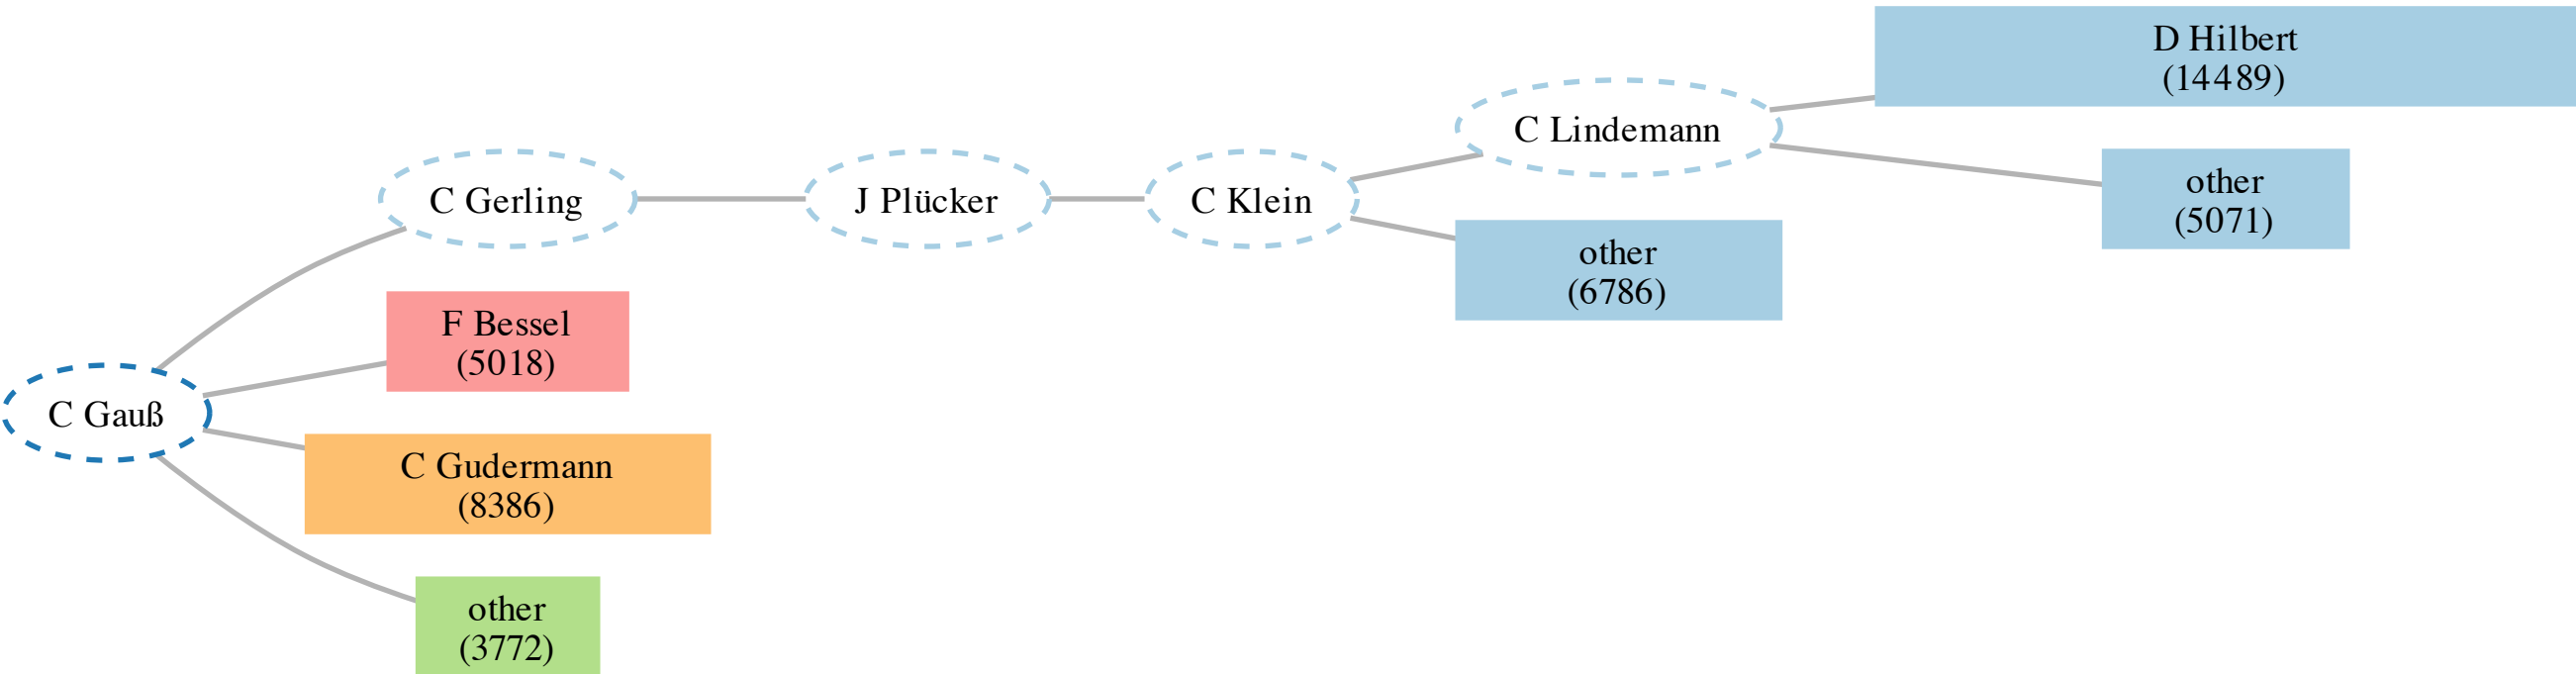 D Hilbert
(14489)
C Lindemann
other
(5071)
C Gerling
J Plücker
C Klein
other
(6786)
F Bessel
(5018)
C Gauß
C Gudermann
(8386)
other
(3772)